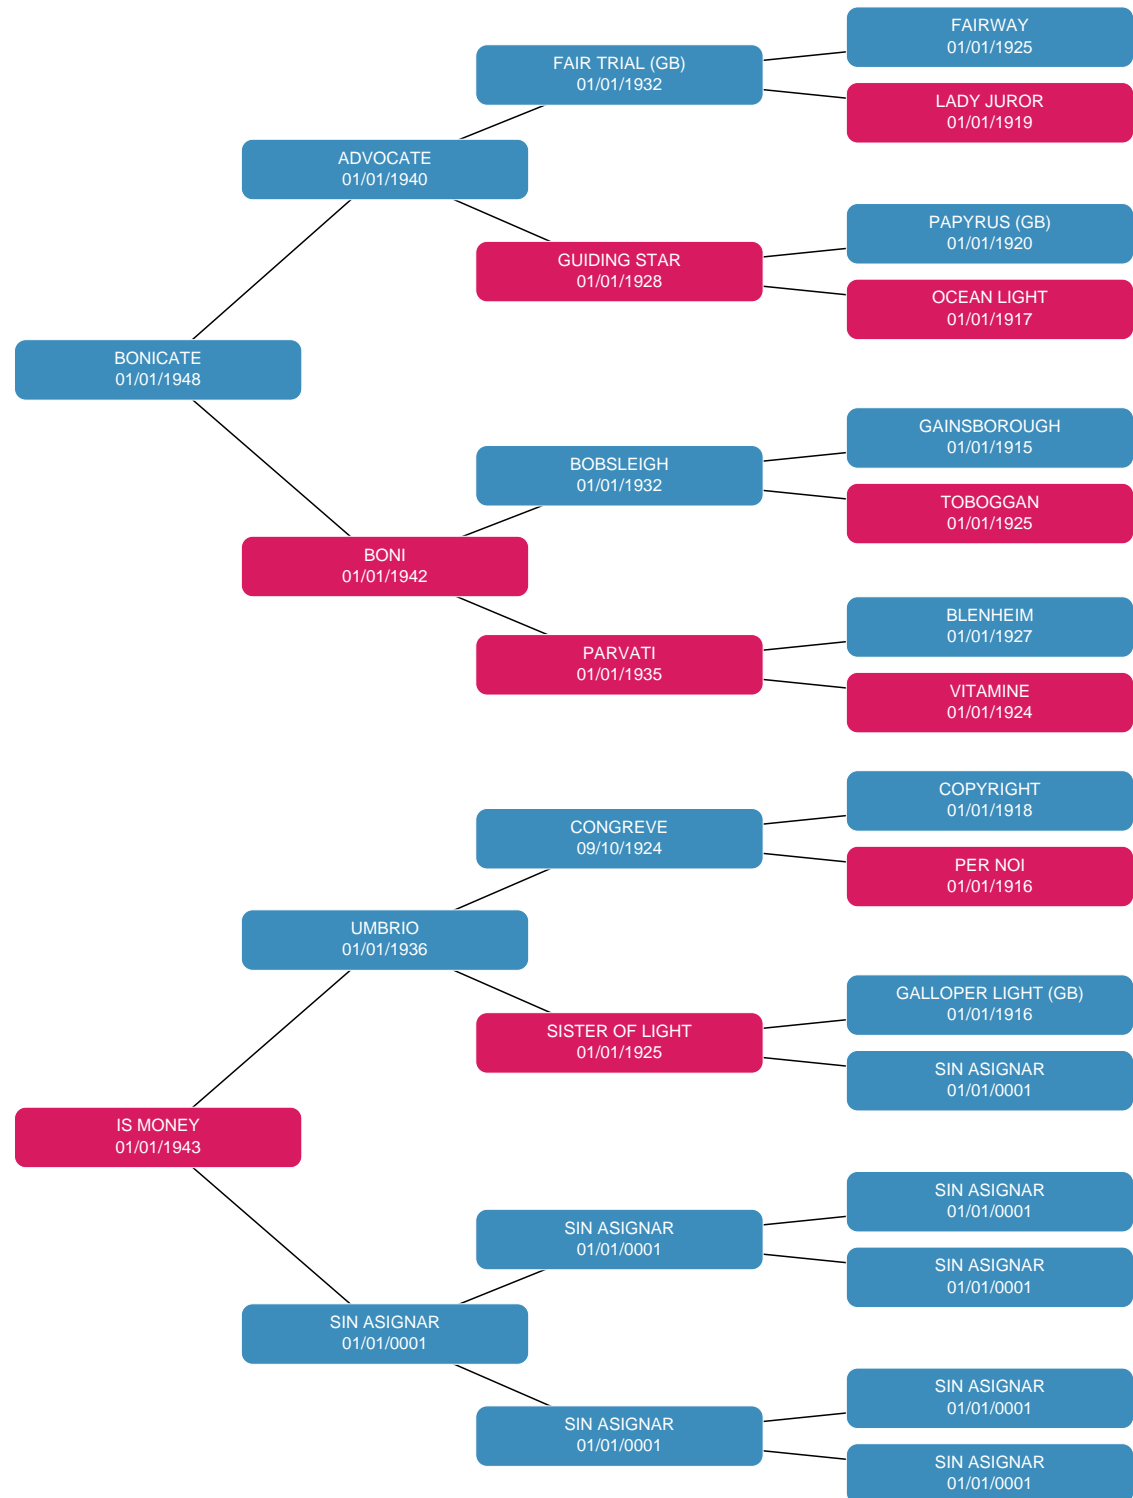 FAIRWAY
01/01/1925
FAIR TRIAL (GB)
01/01/1932
LADY JUROR
01/01/1919
ADVOCATE
01/01/1940
PAPYRUS (GB)
01/01/1920
GUIDING STAR
01/01/1928
OCEAN LIGHT
01/01/1917
BONICATE
01/01/1948
GAINSBOROUGH
01/01/1915
BOBSLEIGH
01/01/1932
TOBOGGAN
01/01/1925
BONI
01/01/1942
BLENHEIM
01/01/1927
PARVATI
01/01/1935
VITAMINE
01/01/1924
COPYRIGHT
01/01/1918
CONGREVE
09/10/1924
PER NOI
01/01/1916
UMBRIO
01/01/1936
GALLOPER LIGHT (GB)
01/01/1916
SISTER OF LIGHT
01/01/1925
SIN ASIGNAR
01/01/0001
IS MONEY
01/01/1943
SIN ASIGNAR
01/01/0001
SIN ASIGNAR
01/01/0001
SIN ASIGNAR
01/01/0001
SIN ASIGNAR
01/01/0001
SIN ASIGNAR
01/01/0001
SIN ASIGNAR
01/01/0001
SIN ASIGNAR
01/01/0001